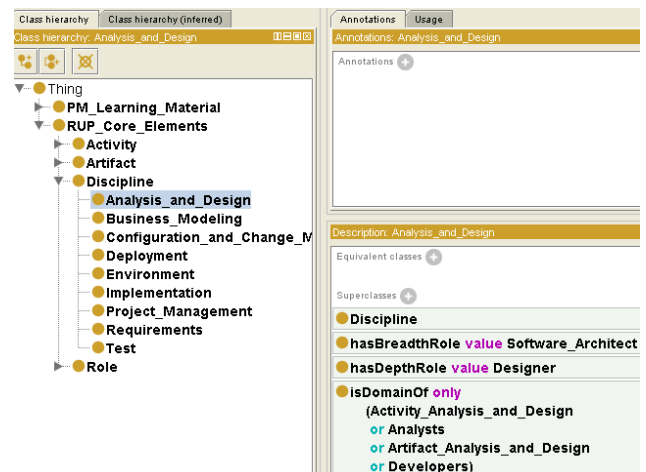 Class hierarchy
Class hierarchy (inferred)
Class hierarchy: Analysis_and_Design
Thing
PM_Learning_Material
RUP_Core_Elements
Activity
Artifact
Discipline
Analysis_and_Design
Business_Modeling
Configuration_and_Change_M
Deployment
Environment
Implementation
Project_Management
Requirements
Test
Role
Annotations
Usage
Annotations: Analysis_and_Design
Annotations
Description: Analysis_and_Design
Equivalent classes
Superclasses
Discipline
hasBreadthRole value Software_Architect
hasDepthRole value Designer
isDomainOf only
(Activity_Analysis_and_Design
or Analysts
or Artifact_Analysis_and_Design
or Developers)